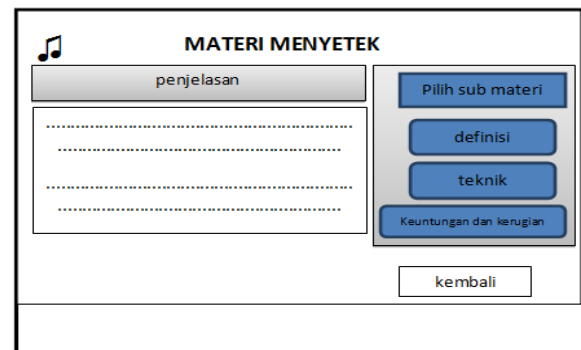 MATERI MENYETEK
penjelasan
................................................................
...........................................................
................................................................
...........................................................
Pilih sub materi
definisi
teknik
Keuntungan dan kerugian
kembali